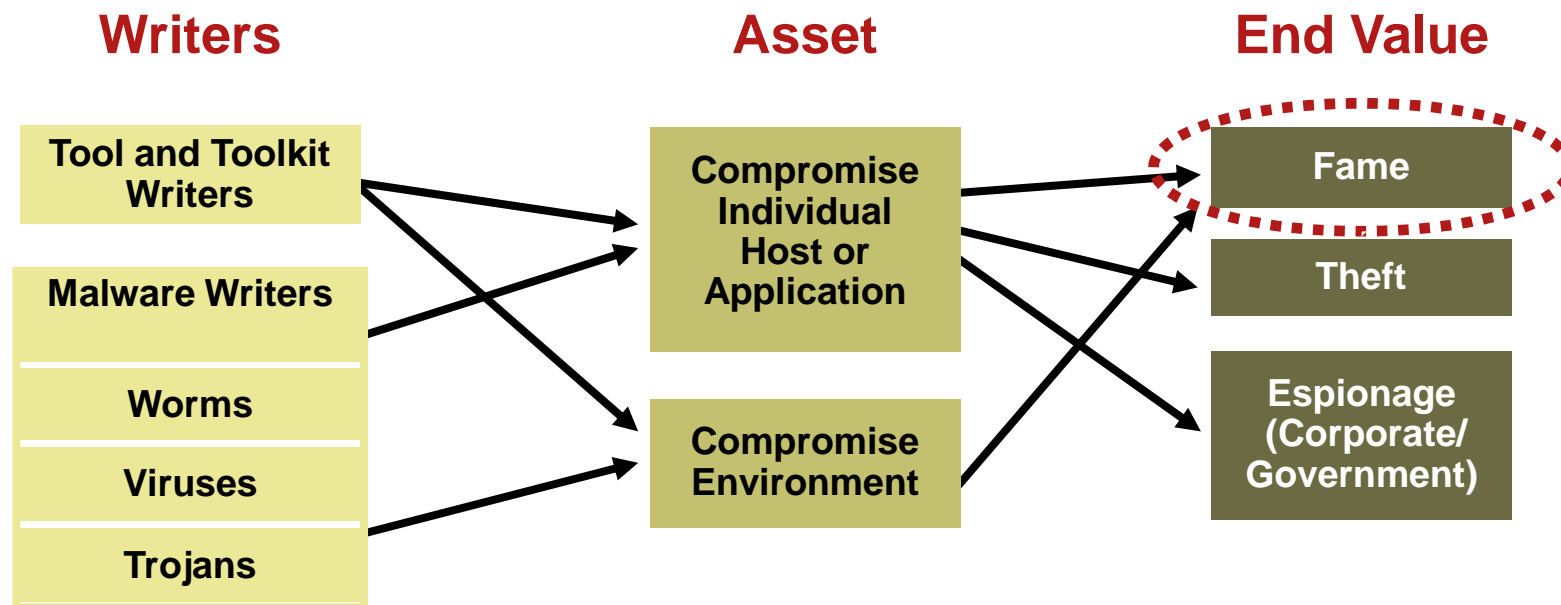 Writers
Asset
End Value
Tool and Toolkit
Writers
Malware Writers
Worms
Viruses
Trojans
Compromise
Individual
Host or
Application
Compromise
Environment
Fame
Theft
Espionage
(Corporate/
Government)